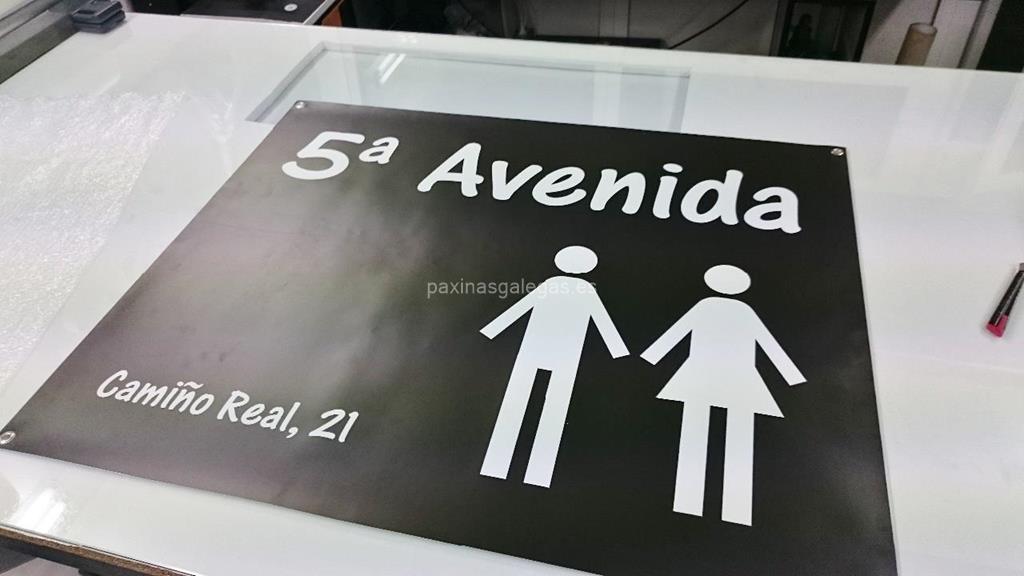 5ª Avenida
paxinasgalegas.es
Camiño Real, 21